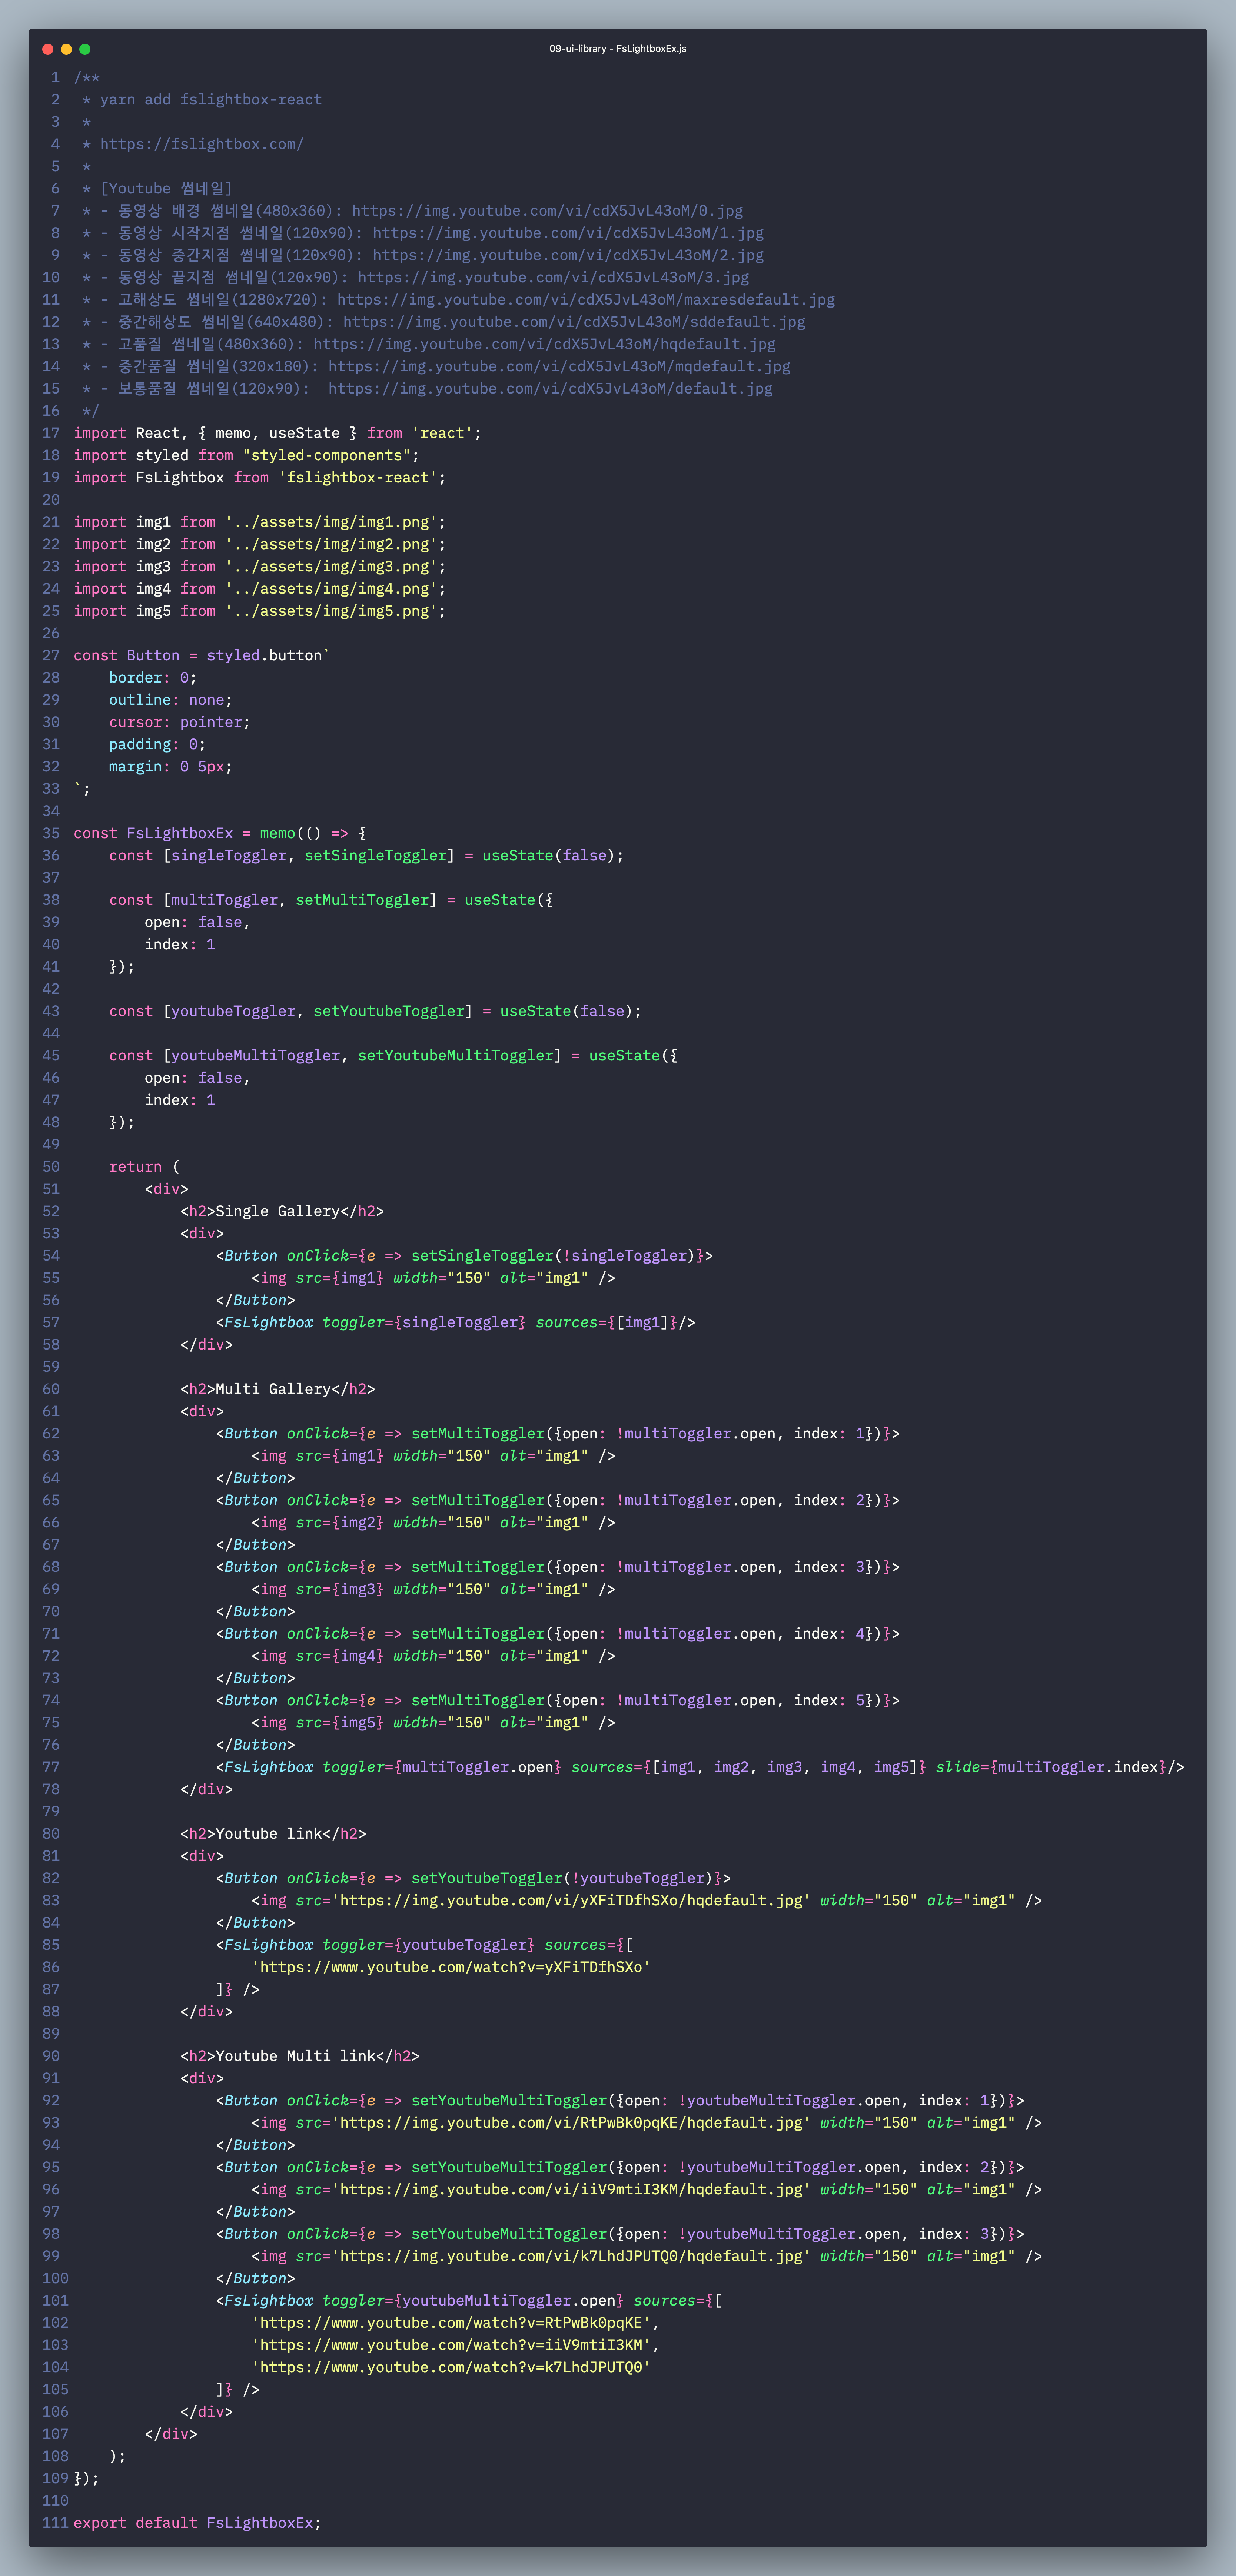 09-ui-library - FsLightboxEx.js
1 /**
2  * yarn add fslightbox-react
3  *
4  * https://fslightbox.com/
5  *
6  * [Youtube 썸네일]
7  * - 동영상 배경 썸네일(480x360): https://img.youtube.com/vi/cdX5JvL43oM/0.jpg
8  * - 동영상 시작지점 썸네일(120x90): https://img.youtube.com/vi/cdX5JvL43oM/1.jpg
9  * - 동영상 중간지점 썸네일(120x90): https://img.youtube.com/vi/cdX5JvL43oM/2.jpg
10  * - 동영상 끝지점 썸네일(120x90): https://img.youtube.com/vi/cdX5JvL43oM/3.jpg
11  * - 고해상도 썸네일(1280x720): https://img.youtube.com/vi/cdX5JvL43oM/maxresdefault.jpg
12  * - 중간해상도 썸네일(640x480): https://img.youtube.com/vi/cdX5JvL43oM/sddefault.jpg
13  * - 고품질 썸네일(480x360): https://img.youtube.com/vi/cdX5JvL43oM/hqdefault.jpg
14  * - 중간품질 썸네일(320x180): https://img.youtube.com/vi/cdX5JvL43oM/mqdefault.jpg
15  * - 보통품질 썸네일(120x90):  https://img.youtube.com/vi/cdX5JvL43oM/default.jpg
16  */
17 import React, { memo, useState } from 'react';
18 import styled from "styled-components";
19 import FsLightbox from 'fslightbox-react';
20
21 import img1 from '../assets/img/img1.png';
22 import img2 from '../assets/img/img2.png';
23 import img3 from '../assets/img/img3.png';
24 import img4 from '../assets/img/img4.png';
25 import img5 from '../assets/img/img5.png';
26
27 const Button = styled.button`
28     border: 0;
29     outline: none;
30     cursor: pointer;
31     padding: 0;
32     margin: 0 5px;
33 `;
34
35 const FsLightboxEx = memo(() => {
36     const [singleToggler, setSingleToggler] = useState(false);
37
38     const [multiToggler, setMultiToggler] = useState({
39         open: false,
40         index: 1
41     });
42
43     const [youtubeToggler, setYoutubeToggler] = useState(false);
44
45     const [youtubeMultiToggler, setYoutubeMultiToggler] = useState({
46         open: false,
47         index: 1
48     });
49
50     return (
51         <div>
52             <h2>Single Gallery</h2>
53             <div>
54                 <Button onClick={e => setSingleToggler(!singleToggler)}>
55                     <img src={img1} width="150" alt="img1" />
56                 </Button>
57                 <FsLightbox toggler={singleToggler} sources={[img1]}/>
58             </div>
59
60             <h2>Multi Gallery</h2>
61             <div>
62                 <Button onClick={e => setMultiToggler({open: !multiToggler.open, index: 1})}>
63                     <img src={img1} width="150" alt="img1" />
64                 </Button>
65                 <Button onClick={e => setMultiToggler({open: !multiToggler.open, index: 2})}>
66                     <img src={img2} width="150" alt="img1" />
67                 </Button>
68                 <Button onClick={e => setMultiToggler({open: !multiToggler.open, index: 3})}>
69                     <img src={img3} width="150" alt="img1" />
70                 </Button>
71                 <Button onClick={e => setMultiToggler({open: !multiToggler.open, index: 4})}>
72                     <img src={img4} width="150" alt="img1" />
73                 </Button>
74                 <Button onClick={e => setMultiToggler({open: !multiToggler.open, index: 5})}>
75                     <img src={img5} width="150" alt="img1" />
76                 </Button>
77                 <FsLightbox toggler={multiToggler.open} sources={[img1, img2, img3, img4, img5]} slide={multiToggler.index}/>
78             </div>
79
80             <h2>Youtube link</h2>
81             <div>
82                 <Button onClick={e => setYoutubeToggler(!youtubeToggler)}>
83                     <img src='https://img.youtube.com/vi/yXFiTDfhSXo/hqdefault.jpg' width="150" alt="img1" />
84                 </Button>
85                 <FsLightbox toggler={youtubeToggler} sources={[
86                     'https://www.youtube.com/watch?v=yXFiTDfhSXo'
87                 ]} />
88             </div>
89
90             <h2>Youtube Multi link</h2>
91             <div>
92                 <Button onClick={e => setYoutubeMultiToggler({open: !youtubeMultiToggler.open, index: 1})}>
93                     <img src='https://img.youtube.com/vi/RtPwBk0pqKE/hqdefault.jpg' width="150" alt="img1" />
94                 </Button>
95                 <Button onClick={e => setYoutubeMultiToggler({open: !youtubeMultiToggler.open, index: 2})}>
96                     <img src='https://img.youtube.com/vi/iiV9mtiI3KM/hqdefault.jpg' width="150" alt="img1" />
97                 </Button>
98                 <Button onClick={e => setYoutubeMultiToggler({open: !youtubeMultiToggler.open, index: 3})}>
99                     <img src='https://img.youtube.com/vi/k7LhdJPUTQ0/hqdefault.jpg' width="150" alt="img1" />
100                 </Button>
101                 <FsLightbox toggler={youtubeMultiToggler.open} sources={[
102                     'https://www.youtube.com/watch?v=RtPwBk0pqKE',
103                     'https://www.youtube.com/watch?v=iiV9mtiI3KM',
104                     'https://www.youtube.com/watch?v=k7LhdJPUTQ0'
105                 ]} />
106             </div>
107         </div>
108     );
109 });
110
111 export default FsLightboxEx;